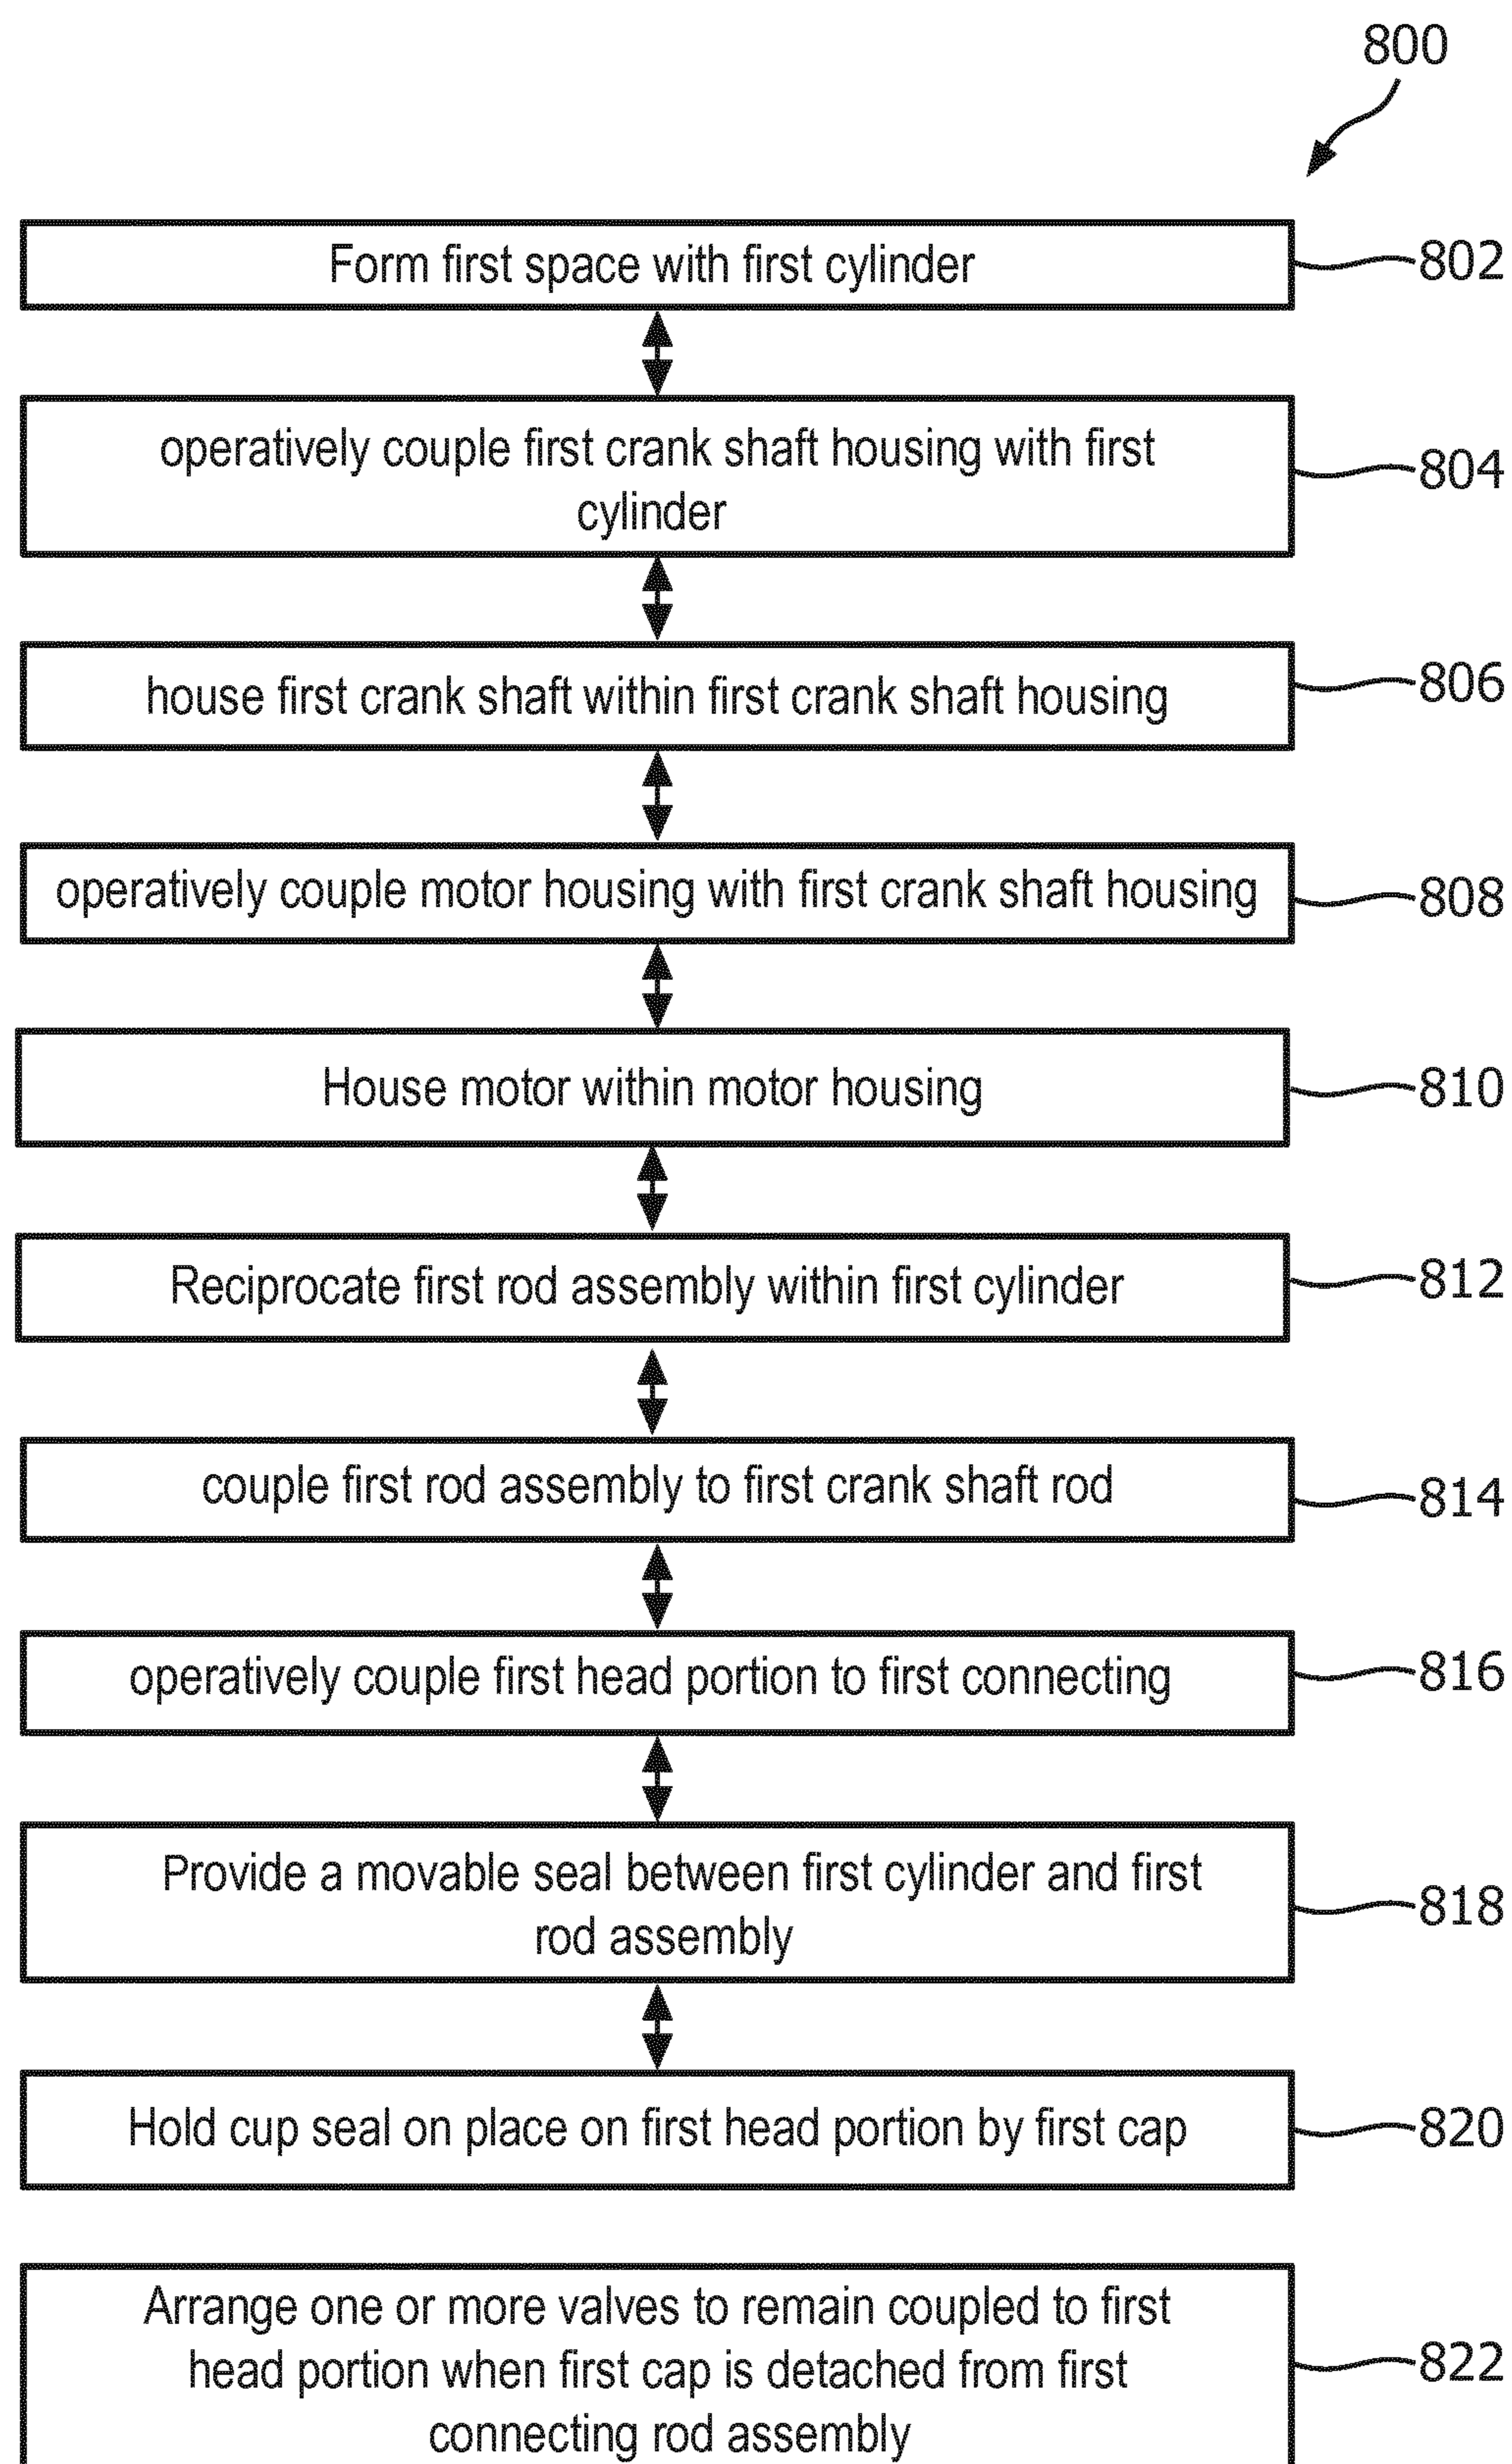 800
Form first space with first cylinder
802
operatively couple first crank shaft housing with first
cylinder
804
house first crank shaft within first crank shaft housing
806
operatively couple motor housing with first crank shaft housing
808
House motor within motor housing
810
Reciprocate first rod assembly within first cylinder
812
couple first rod assembly to first crank shaft rod
814
operatively couple first head portion to first connecting
816
Provide a movable seal between first cylinder and first
rod assembly
818
Hold cup seal on place on first head portion by first cap
820
Arrange one or more valves to remain coupled to first
head portion when first cap is detached from first
connecting rod assembly
822